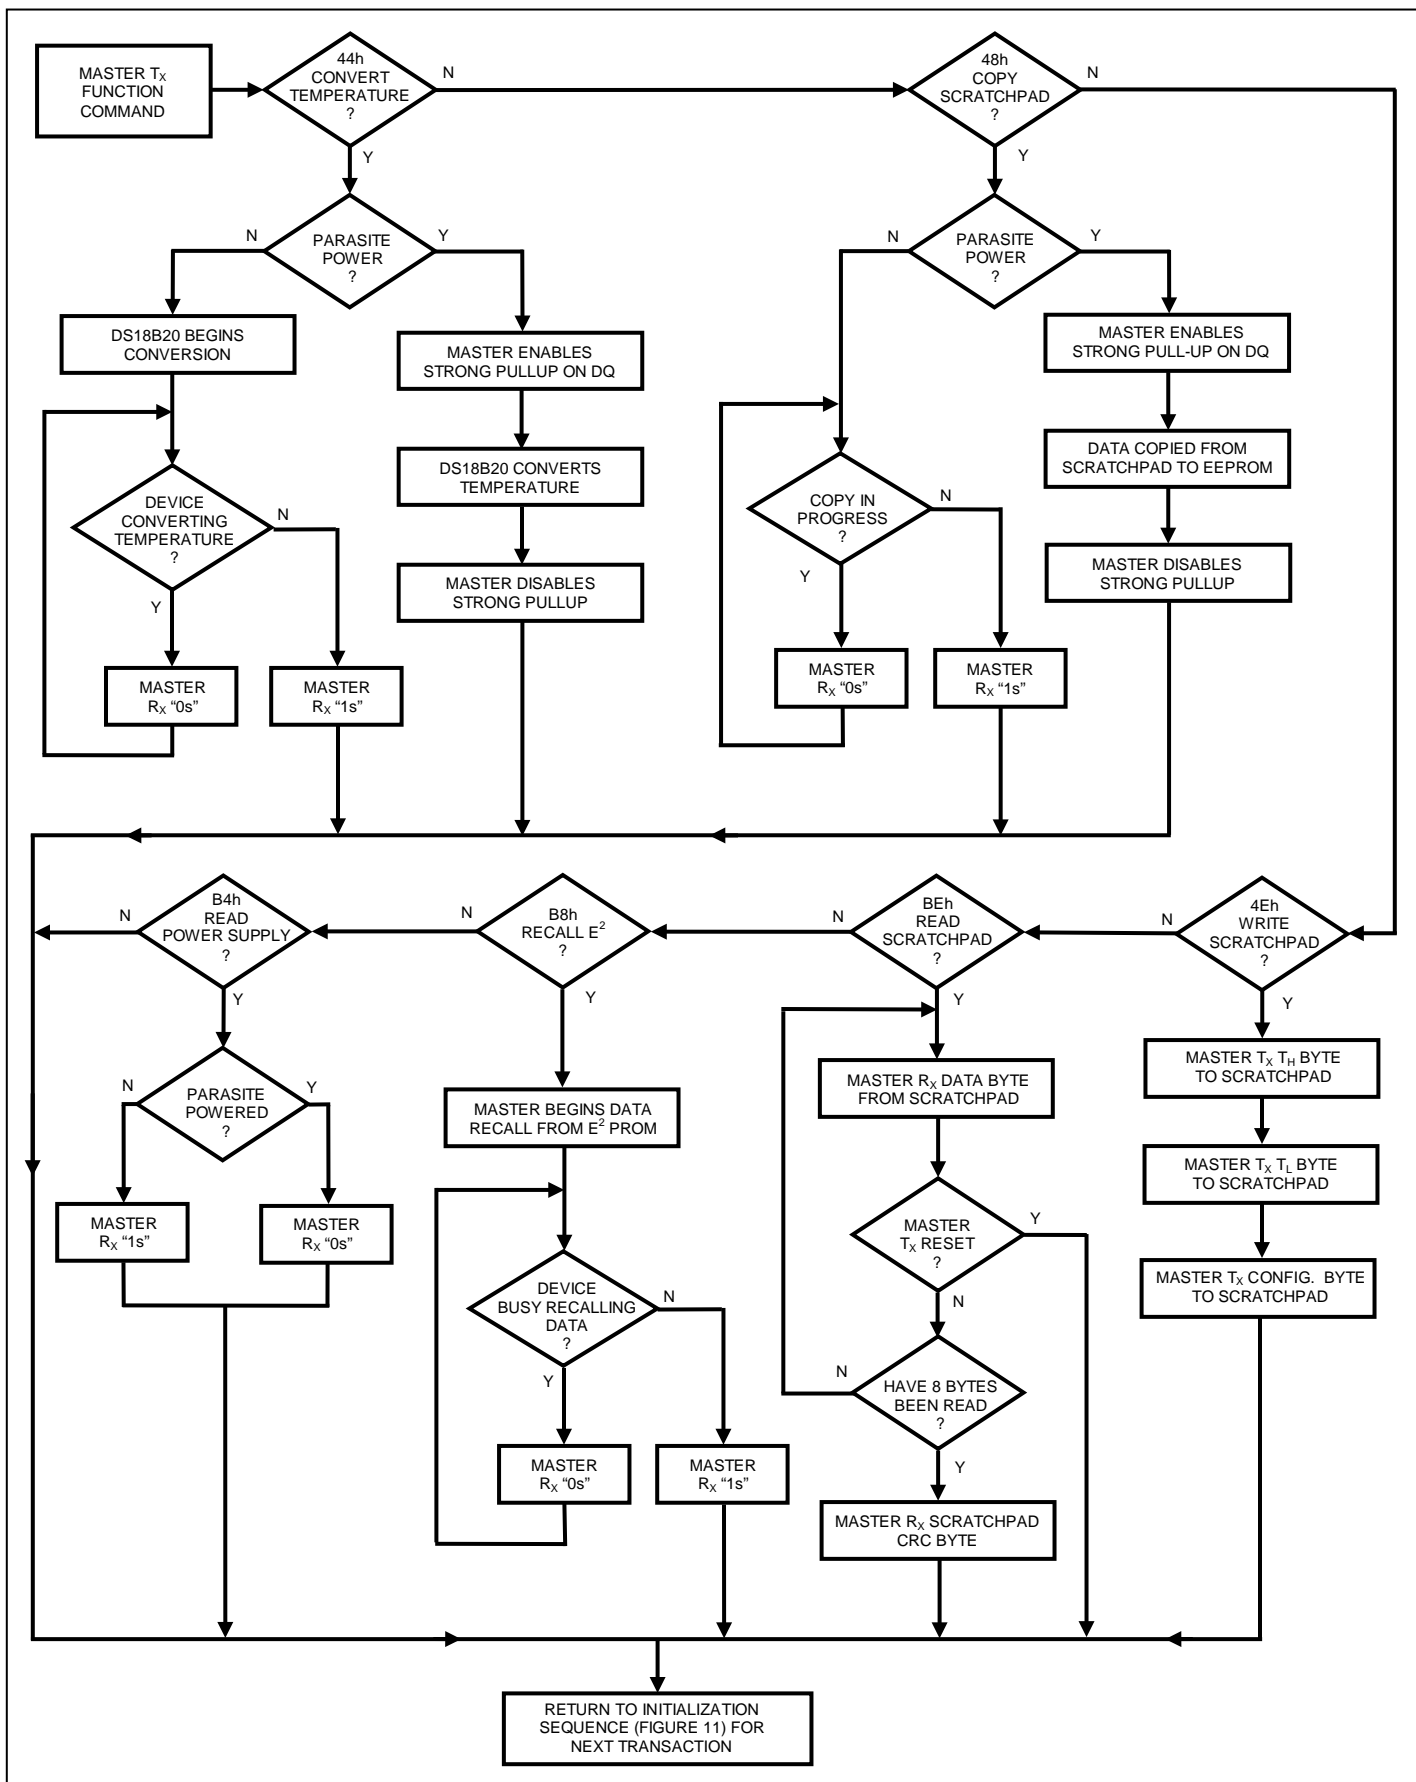 MASTER TX
FUNCTION
COMMAND
44h
CONVERT
TEMPERATURE
?
N
Y
48h
COPY
SCRATCHPAD
?
N
Y
PARASITE
POWER
?
N
Y
DS18B20 BEGINS
CONVERSION
MASTER ENABLES
STRONG PULLUP ON DQ
DS18B20 CONVERTS
TEMPERATURE
MASTER DISABLES
STRONG PULLUP
DEVICE
CONVERTING
TEMPERATURE
?
N
Y
MASTER
RX “0s”
MASTER
RX “1s”
PARASITE
POWER
?
N
Y
MASTER ENABLES
STRONG PULL-UP ON DQ
DATA COPIED FROM
SCRATCHPAD TO EEPROM
MASTER DISABLES
STRONG PULLUP
COPY IN
PROGRESS
?
N
Y
MASTER
RX “0s”
MASTER
RX “1s”
B4h
READ
POWER SUPPLY
?
N
Y
PARASITE
POWERED
?
N
Y
MASTER
RX “1s”
MASTER
RX “0s”
B8h
RECALL E2
?
N
Y
MASTER BEGINS DATA
RECALL FROM E2 PROM
DEVICE
BUSY RECALLING
DATA
?
N
Y
MASTER
RX “0s”
MASTER
RX “1s”
BEh
READ
SCRATCHPAD
?
N
Y
MASTER RX DATA BYTE
FROM SCRATCHPAD
MASTER
TX RESET
?
Y
N
HAVE 8 BYTES
BEEN READ
?
N
Y
MASTER RX SCRATCHPAD
CRC BYTE
4Eh
WRITE
SCRATCHPAD
?
N
Y
MASTER TX TH BYTE
TO SCRATCHPAD
MASTER TX TL BYTE
TO SCRATCHPAD
MASTER TX CONFIG. BYTE
TO SCRATCHPAD
RETURN TO INITIALIZATION
SEQUENCE (FIGURE 11) FOR
NEXT TRANSACTION